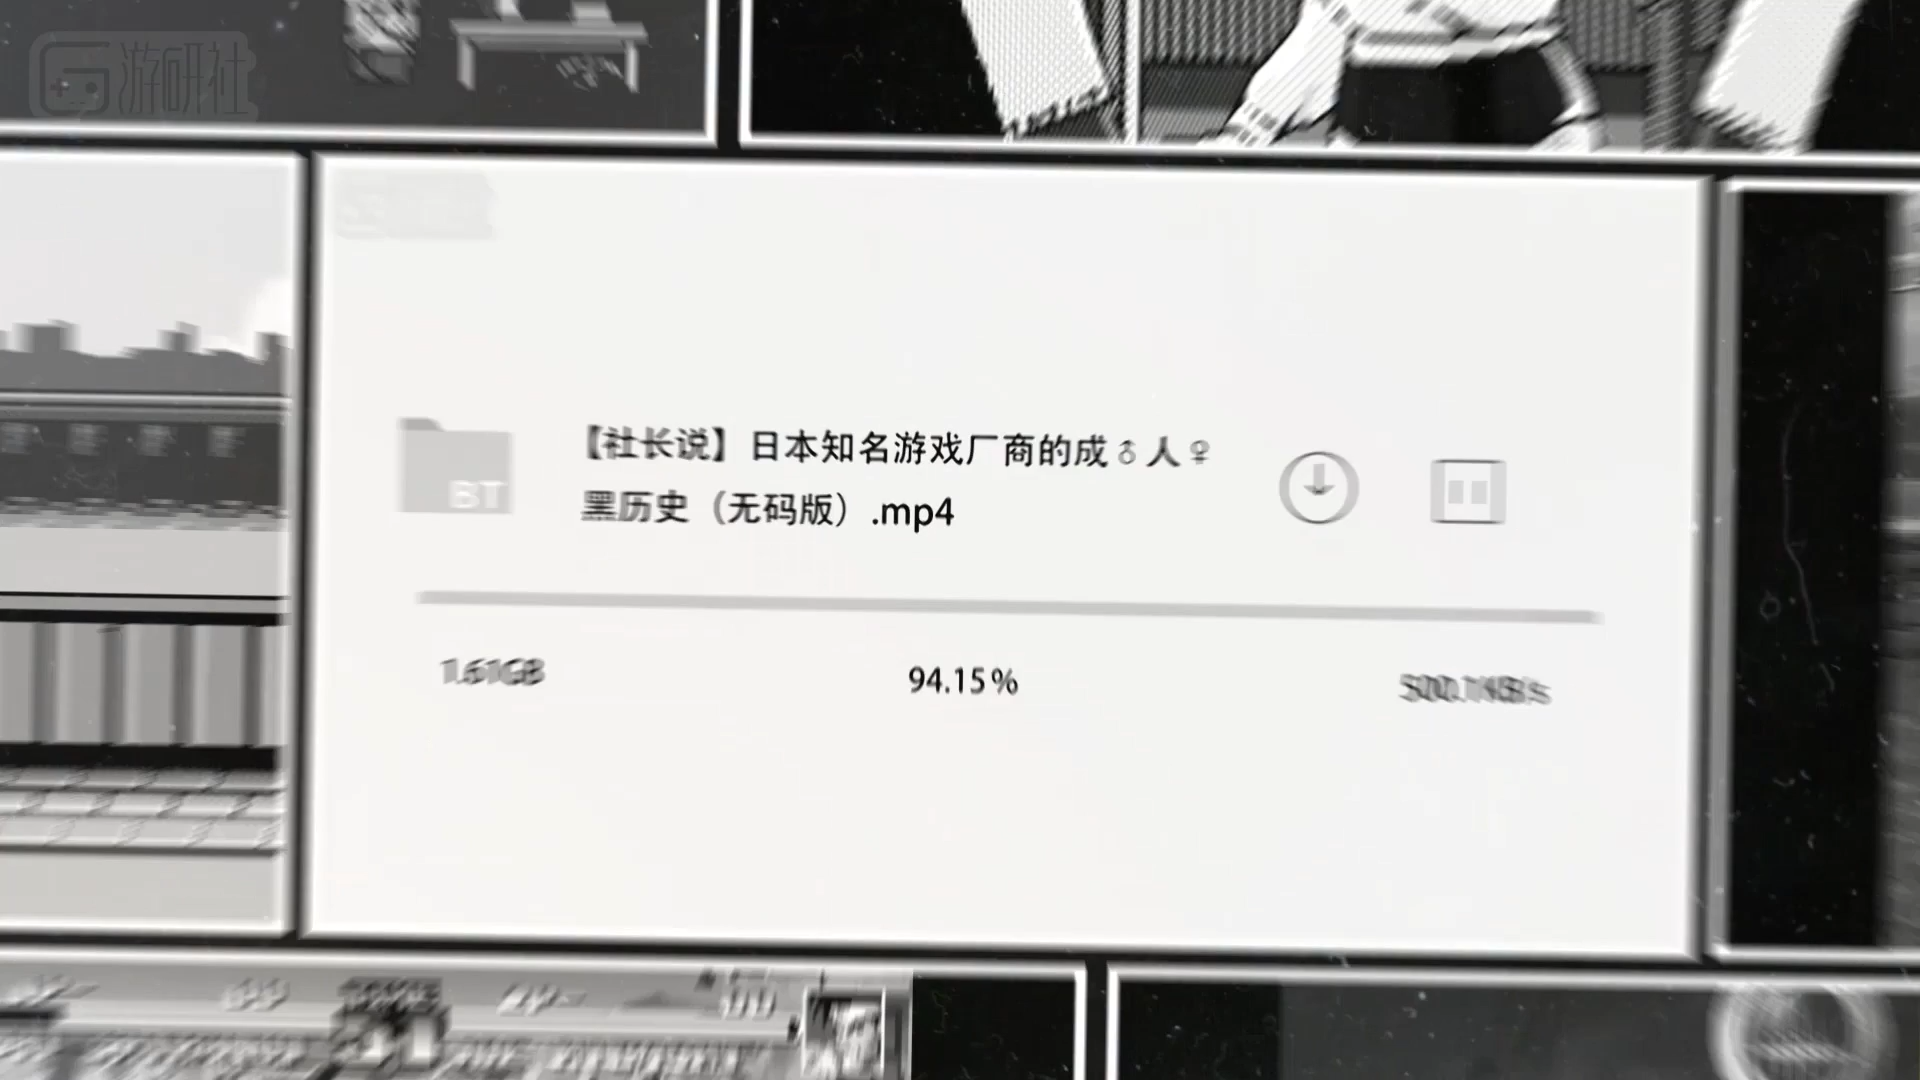 游研社
【社长说】日本知名游戏厂商的成♂人♀
黑历史（无码版）.mp4
BT
1.61GB
94.15%